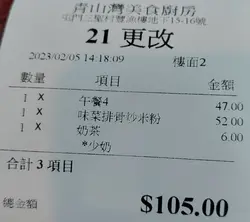 青山灣美食廚房
屯門三聖村豐漁樓地下15-16號
21 更改
2023/02/05 14:18:09 樓面2
數量 項目 金額
1 X 午餐4 47.00
1 X 味菜排骨炒米粉 52.00
1 X 奶茶 6.00
*少奶
合計 3 項目
總金額 $105.00